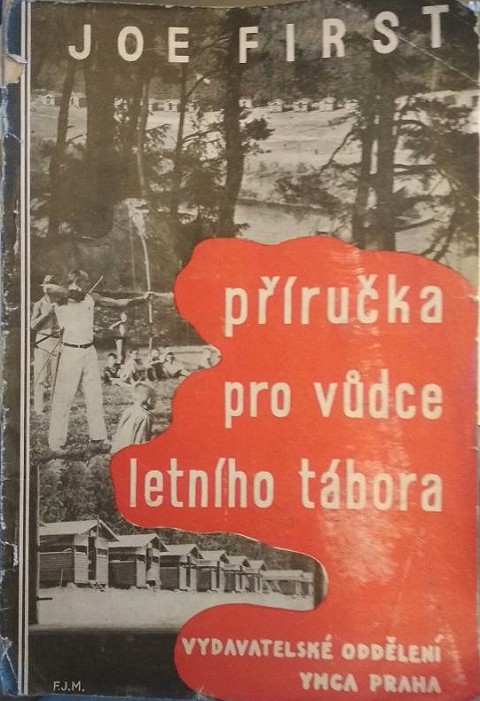 JOE FIRST
příručka
pro vůdce
letního tábora
VYDAVATELSKÉ ODDĚLENÍ
YMCA PRAHA
F.J.M.